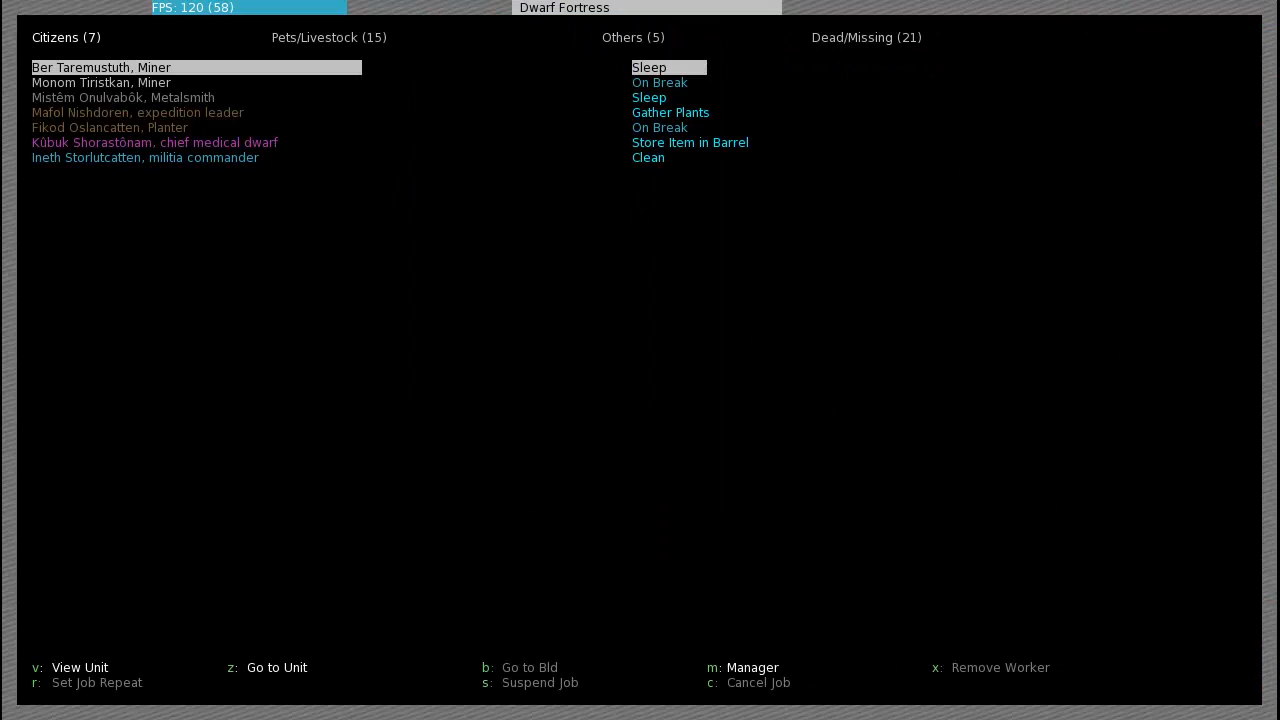 FPS: 120 (58) Dwarf Fortress
Citizens (7) Pets/Livestock (15) Others (5) Dead/Missing (21)
Ber Taremustuth, Miner Sleep
Monom Tiristkan, Miner On Break
Mistêm Onulvabôk, Metalsmith Sleep
Mafol Nishdoren, expedition leader Gather Plants
Fikod Oslancatten, Planter On Break
Kûbuk Shorastônam, chief medical dwarf Store Item in Barrel
Ineth Storlutcatten, militia commander Clean
v: View Unit z: Go to Unit b: Go to Bld m: Manager x: Remove Worker
r: Set Job Repeat s: Suspend Job c: Cancel Job